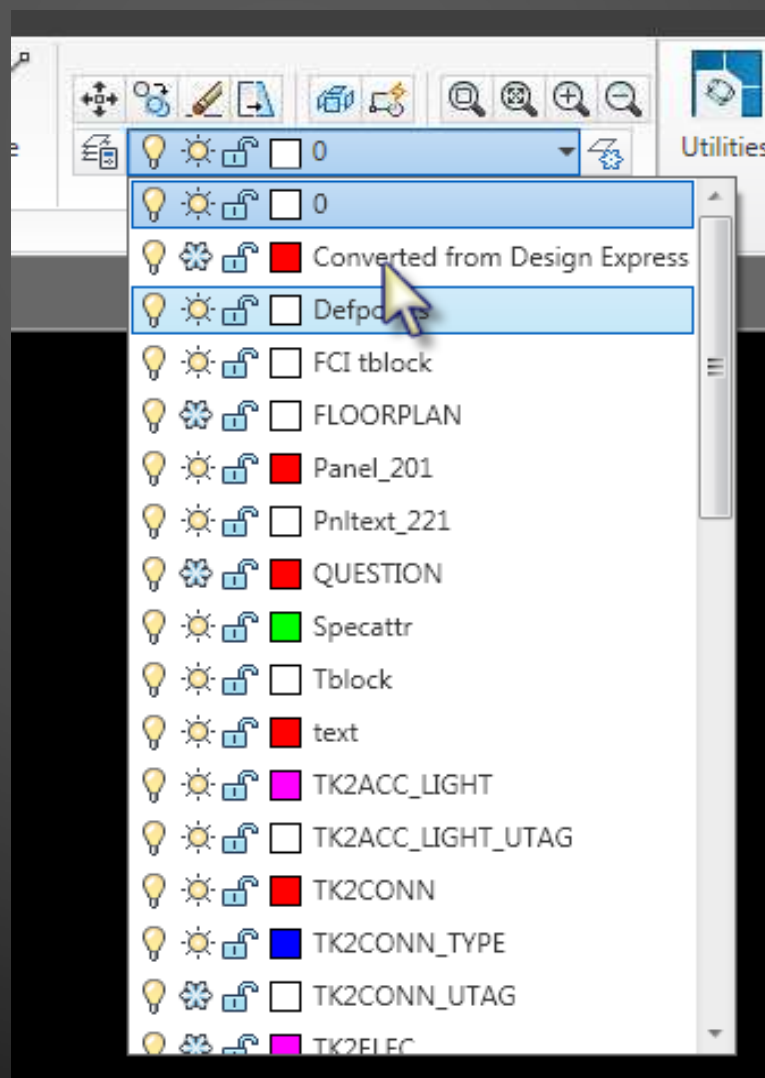 e
Utilities
0
0
Converted from Design Express
FCI tblock
FLOORPLAN
Panel_201
Pnltext_221
QUESTION
Specattr
Tblock
text
TK2ACC_LIGHT
TK2ACC_LIGHT_UTAG
TK2CONN
TK2CONN_TYPE
TK2CONN_UTAG
TK2ELEC